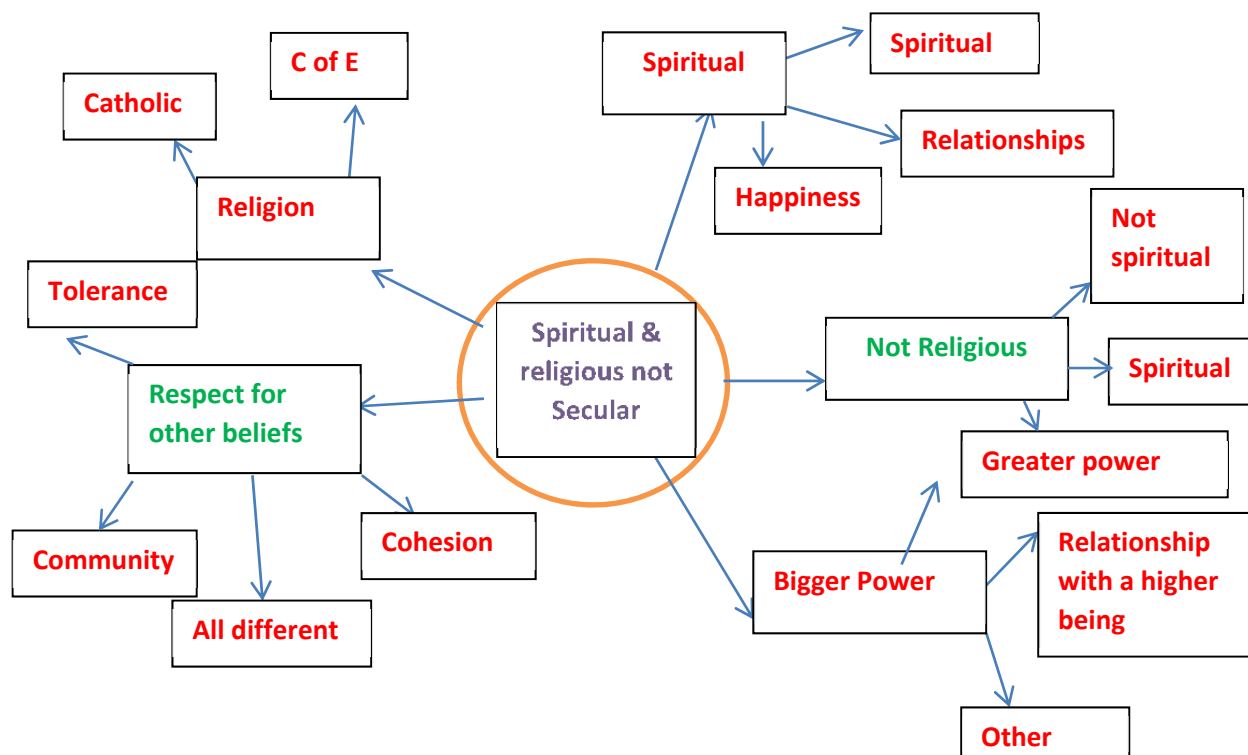 C of E
Catholic
Religion
Tolerance
Spiritual
Spiritual
Relationships
Happiness
Not
spiritual
Spiritual &
religious not
Secular
Not Religious
Spiritual
Respect for
other beliefs
Greater power
Community
Cohesion
All different
Bigger Power
Relationship
with a higher
being
Other